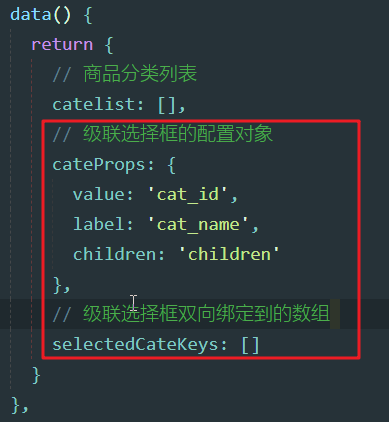 data() {
return {
// 商品分类列表
catelist: [],
// 级联选择框的配置对象
cateProps: {
value: 'cat_id',
label: 'cat_name',
children: 'children'
},
// 级联选择框双向绑定到的数组
selectedCateKeys: []
}
},